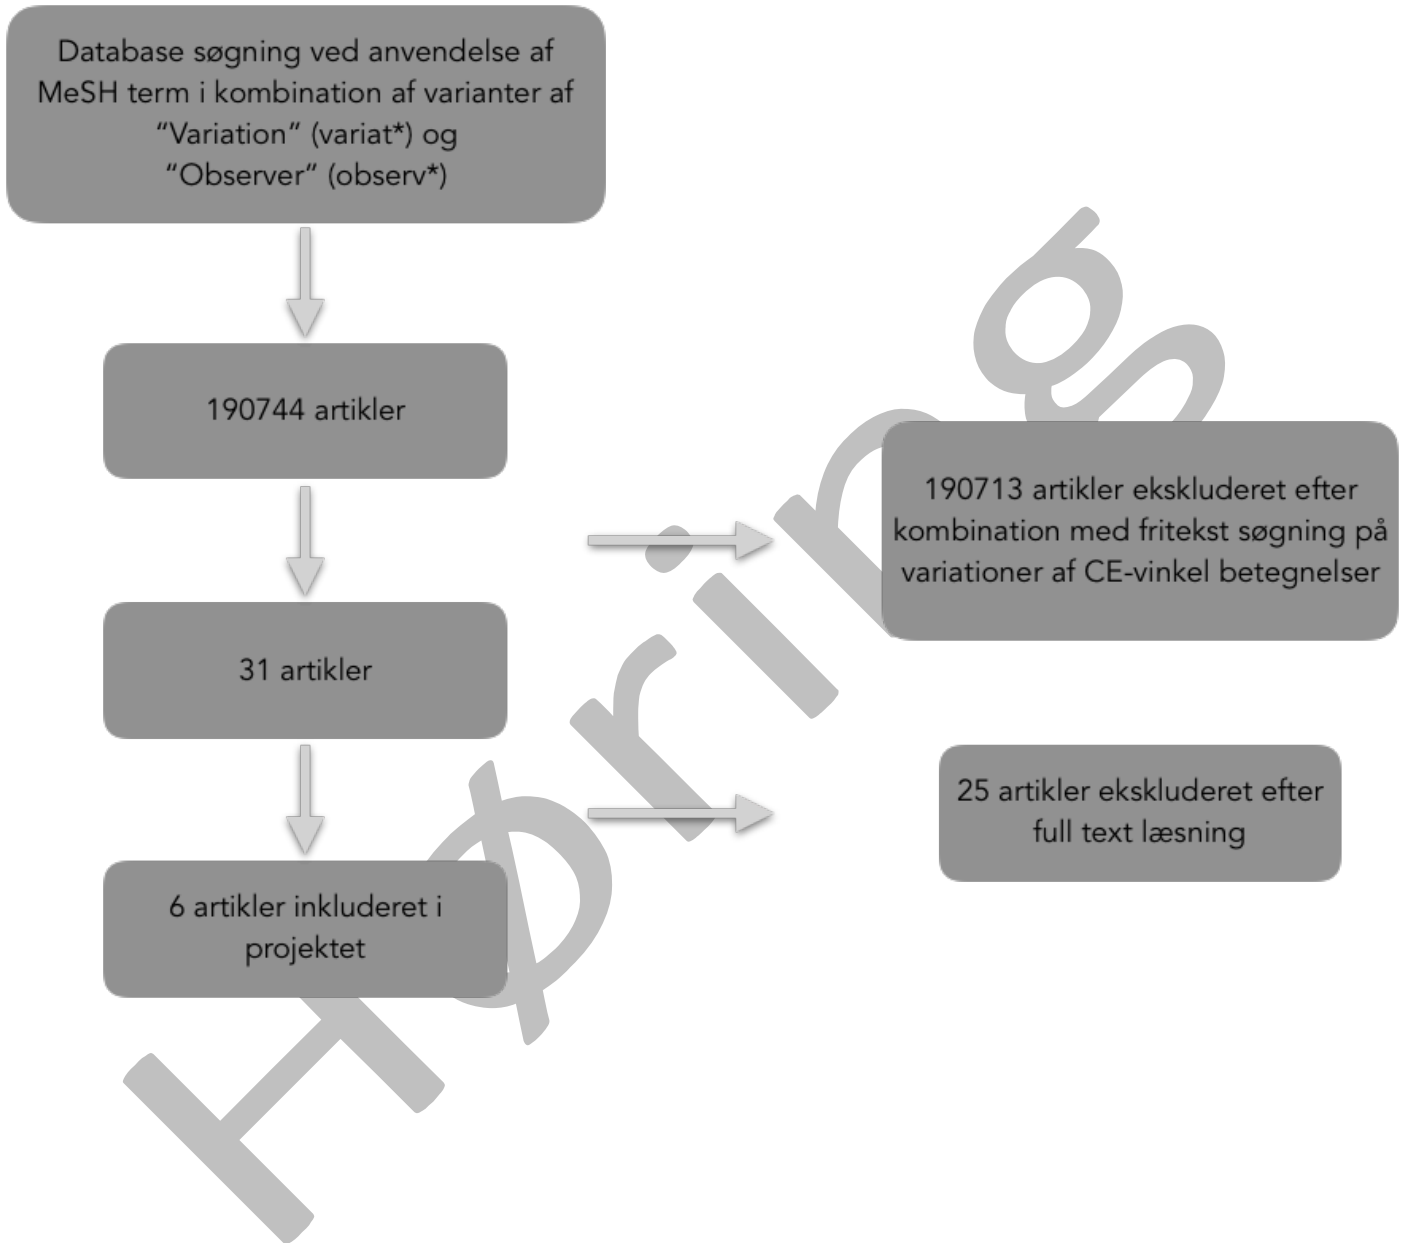 Database søgning ved anvendelse af
MeSH term i kombination af varianter af
“Variation” (variat*) og
“Observer” (observ*)
190744 artikler
190713 artikler ekskluderet efter
kombination med fritekst søgning på
variationer af CE-vinkel betegnelser
31 artikler
25 artikler ekskluderet efter
full text læsning
6 artikler inkluderet i
projektet
Høring